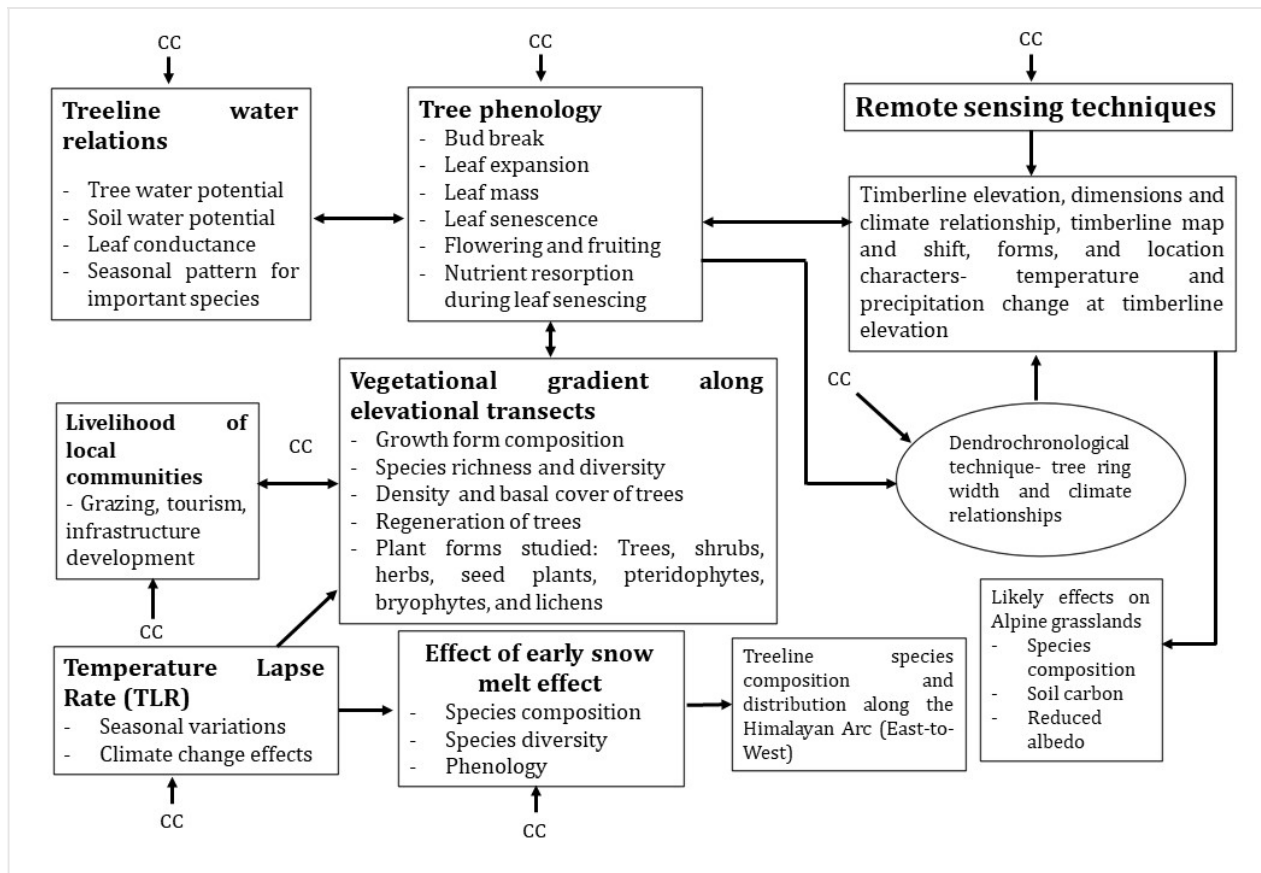 CC
CC
CC
Treeline water
relations
- Tree water potential
- Soil water potential
- Leaf conductance
- Seasonal pattern for
important species
Tree phenology
- Bud break
- Leaf expansion
- Leaf mass
- Leaf senescence
- Flowering and fruiting
- Nutrient resorption
during leaf senescing
Remote sensing techniques
Timberline elevation, dimensions and
climate relationship, timberline map
and shift, forms, and location
characters- temperature and
precipitation change at timberline
elevation
CC
Dendrochronological
technique- tree ring
width and climate
relationships
Vegetational gradient along
elevational transects
- Growth form composition
- Species richness and diversity
- Density and basal cover of trees
- Regeneration of trees
- Plant forms studied: Trees, shrubs,
herbs, seed plants, pteridophytes,
bryophytes, and lichens
CC
Livelihood of
local
communities
- Grazing, tourism,
infrastructure
development
CC
Temperature Lapse
Rate (TLR)
- Seasonal variations
- Climate change effects
CC
Effect of early snow
melt effect
- Species composition
- Species diversity
- Phenology
CC
Treeline species
composition and
distribution along the
Himalayan Arc (East-to-
West)
Likely effects on
Alpine grasslands
- Species
composition
- Soil carbon
- Reduced
albedo